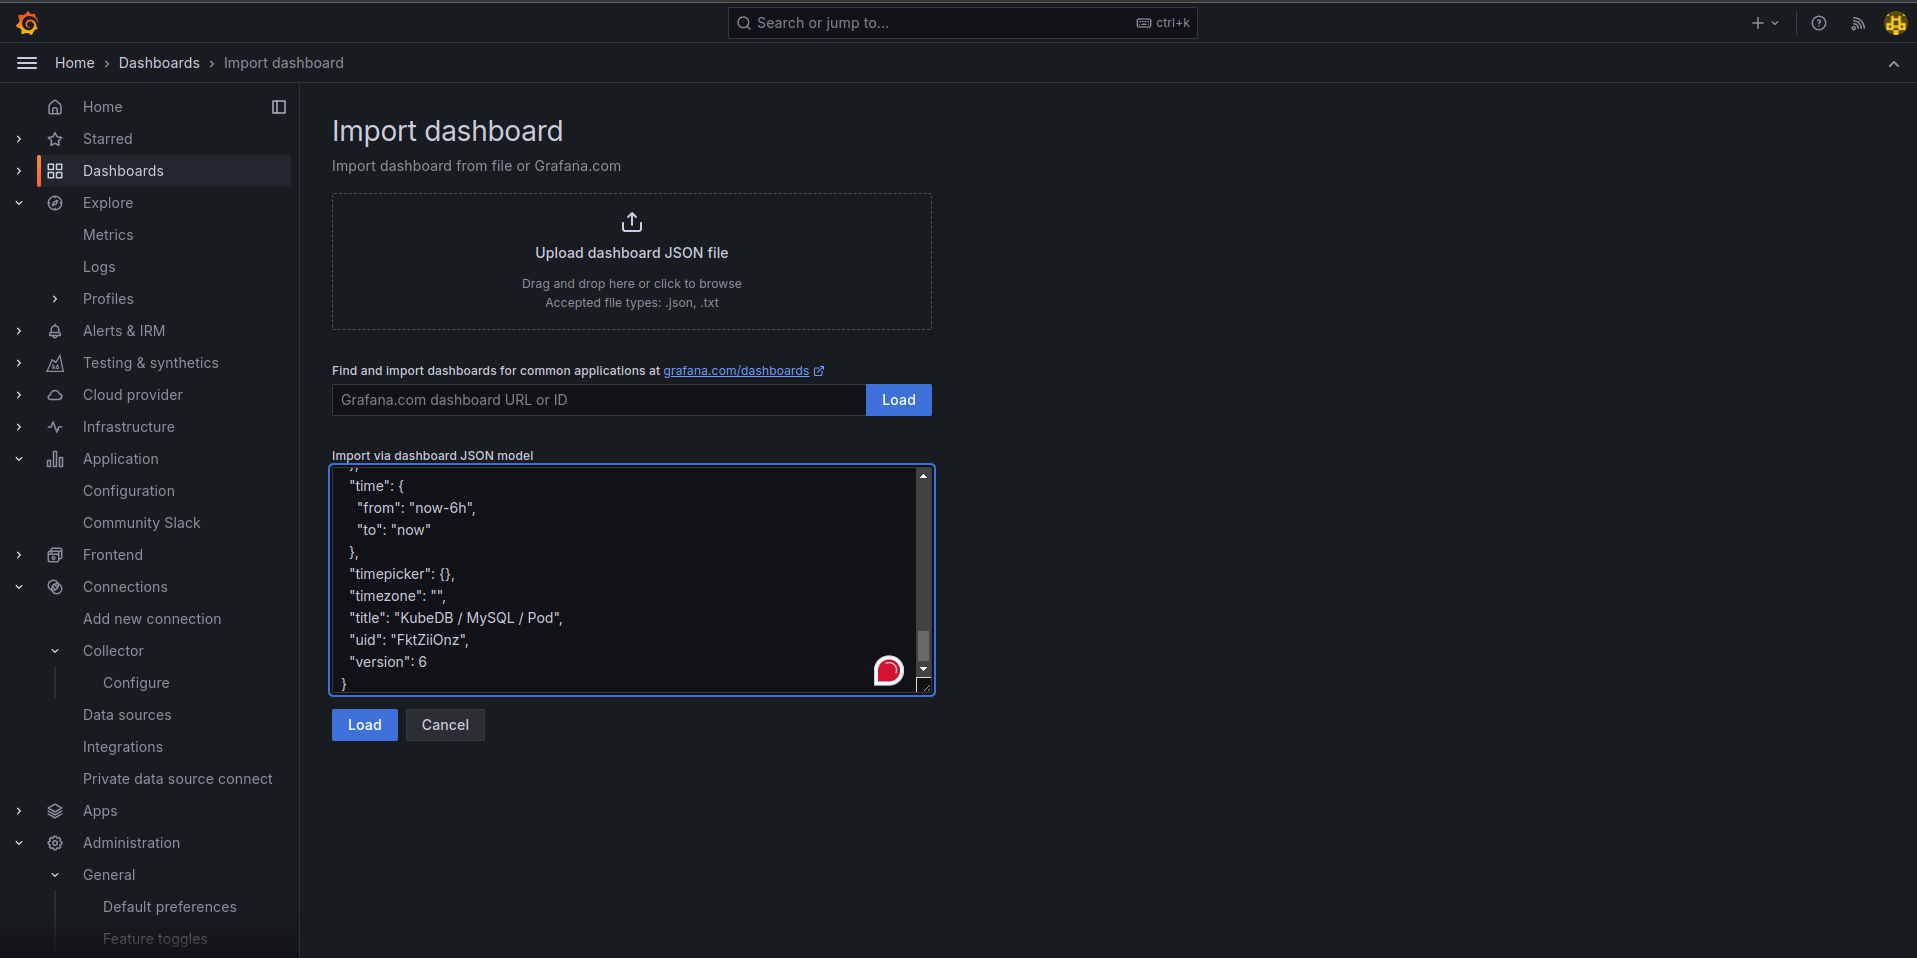 Search or jump to...
ctrl+k
Home
Dashboards
Import dashboard
Home
Starred
Dashboards
Explore
Metrics
Logs
Profiles
Alerts & IRM
Testing & synthetics
Cloud provider
Infrastructure
Application
Configuration
Community Slack
Frontend
Connections
Add new connection
Collector
Configure
Data sources
Integrations
Private data source connect
Apps
Administration
General
Default preferences
Feature toggles
Import dashboard
Import dashboard from file or Grafana.com
Upload dashboard JSON file
Drag and drop here or click to browse
Accepted file types: .json, .txt
Find and import dashboards for common applications at grafana.com/dashboards
Grafana.com dashboard URL or ID
Load
Import via dashboard JSON model
},
"time": {
"from": "now-6h",
"to": "now"
},
"timepicker": {},
"timezone": "",
"title": "KubeDB / MySQL / Pod",
"uid": "FktZiiOnz",
"version": 6
}
Load
Cancel